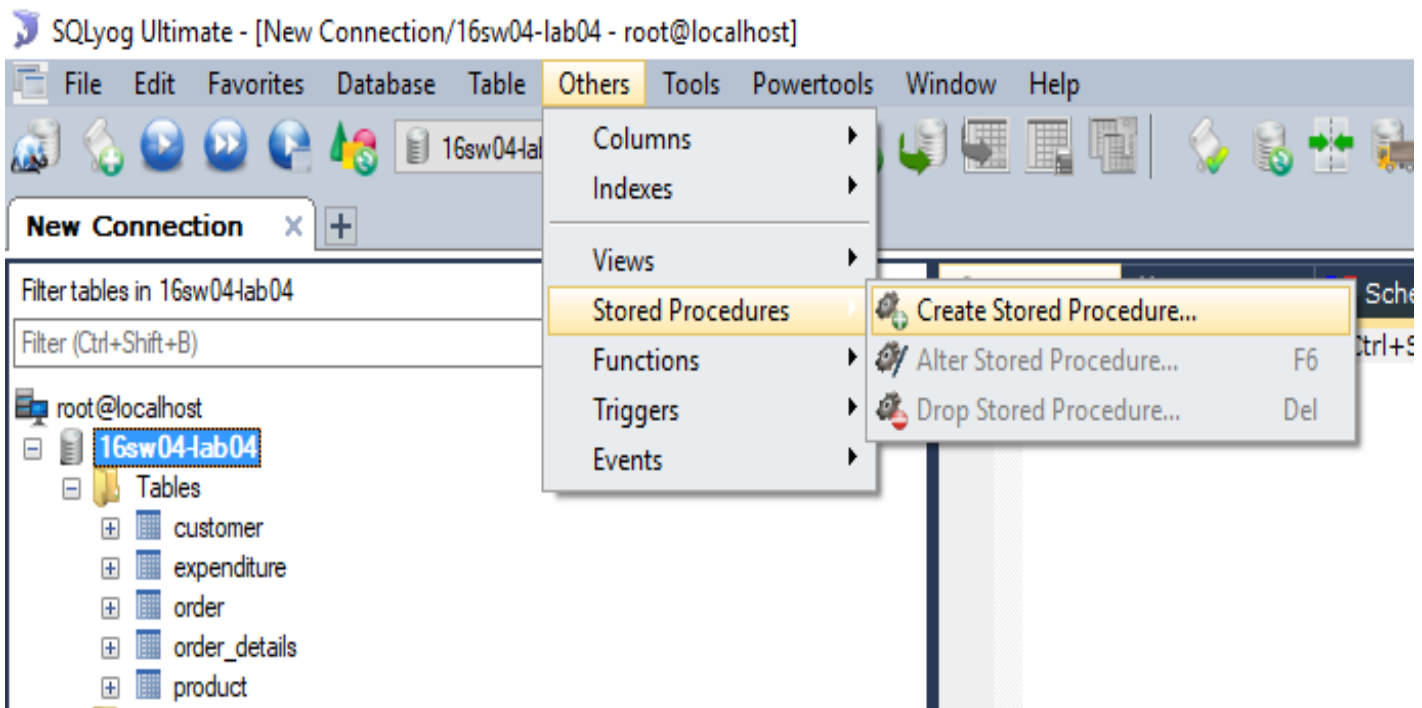 SQLyog Ultimate - [New Connection/16sw04-lab04 - root@localhost]
File Edit Favorites Database Table Others Tools Powertools Window Help
16sw04-lab
New Connection
Columns
Indexes
Views
Stored Procedures
Functions
Triggers
Events
Create Stored Procedure...
Alter Stored Procedure... F6
Drop Stored Procedure... Del
Filter tables in 16sw04-lab04
Filter (Ctrl+Shift+B)
root@localhost
16sw04-lab04
Tables
customer
expenditure
order
order_details
product